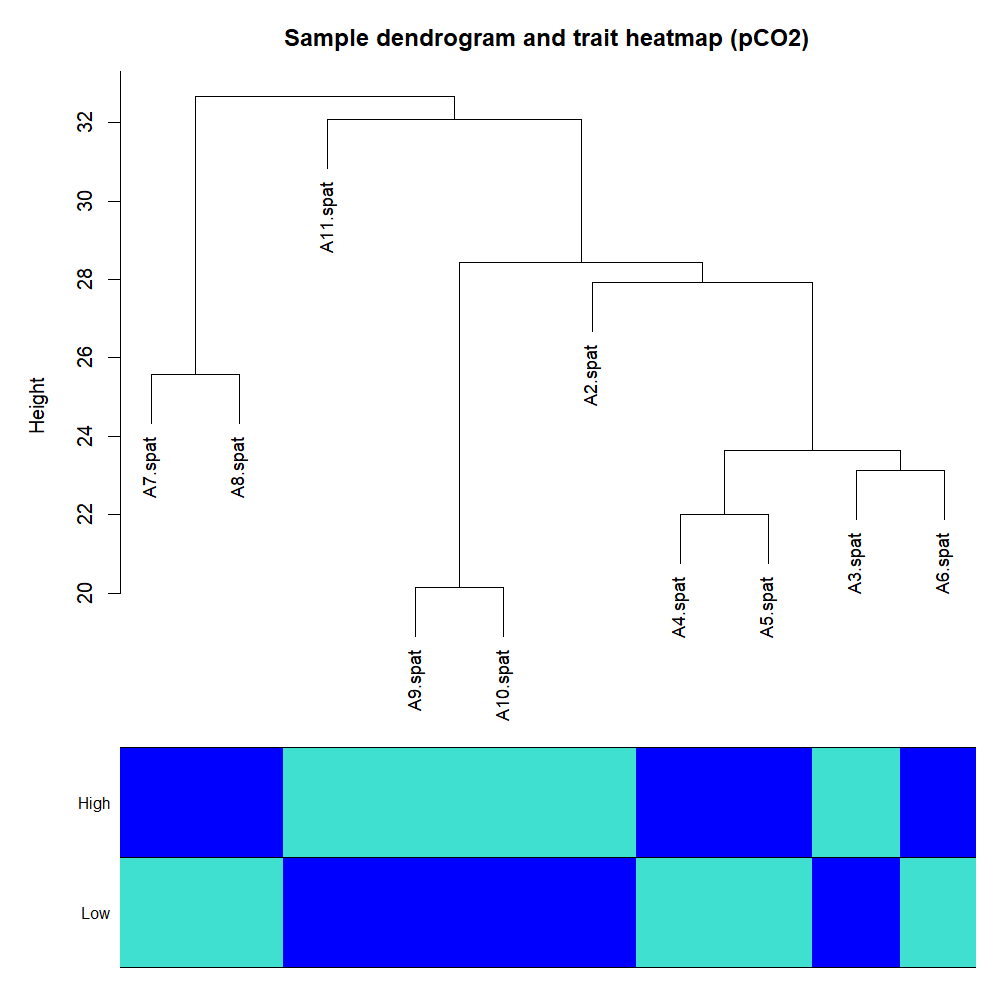 Sample dendrogram and trait heatmap (pCO2)
Height
32
30
28
26
24
22
20
A11.spat
A2.spat
A7.spat
A8.spat
A3.spat
A6.spat
A4.spat
A5.spat
A9.spat
A10.spat
High
Low